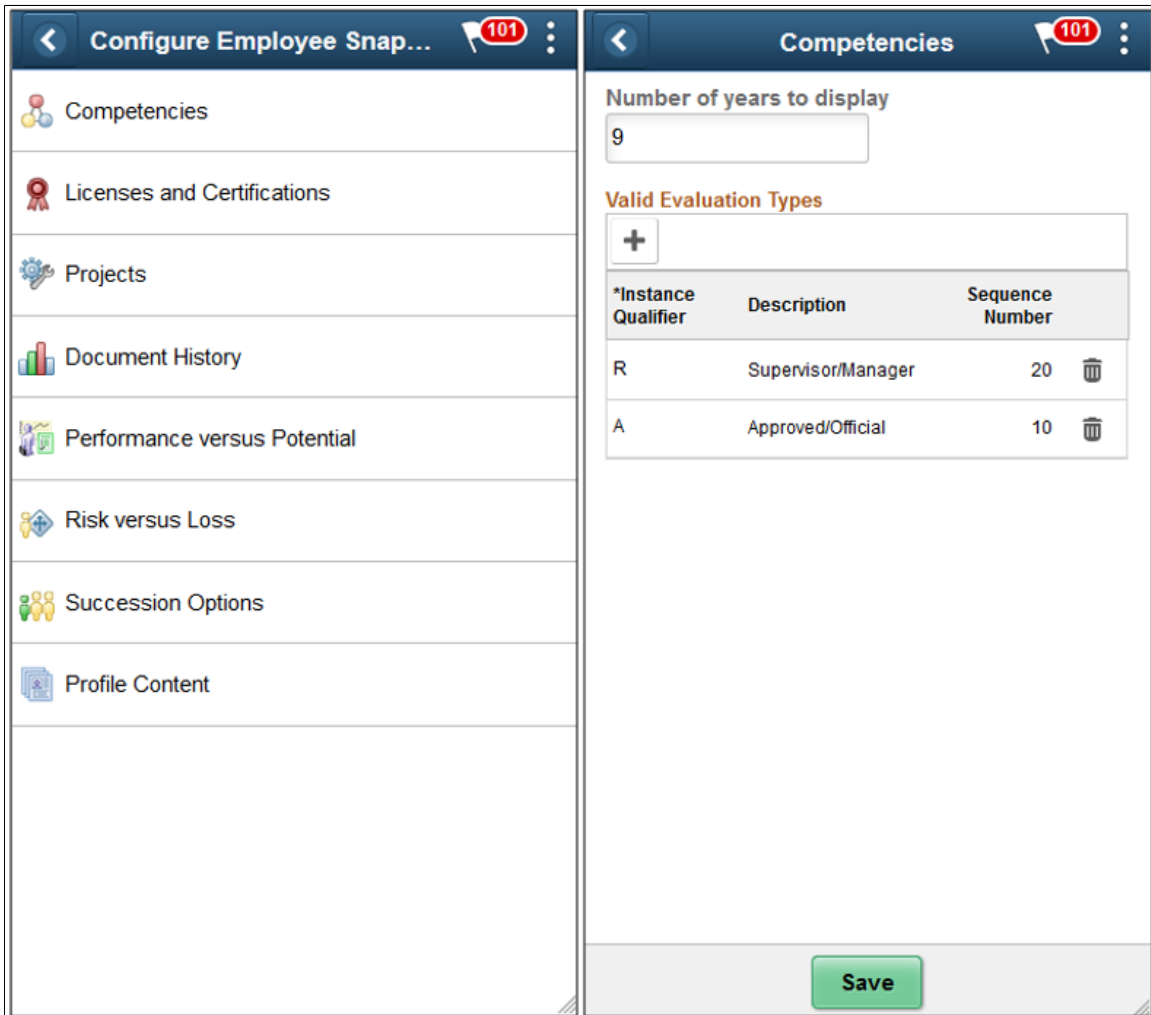 Configure Employee Snap... 101
Competencies
Licenses and Certifications
Projects
Document History
Performance versus Potential
Risk versus Loss
Succession Options
Profile Content
Competencies 101
Number of years to display
9
Valid Evaluation Types
*Instance Qualifier Description Sequence Number
R Supervisor/Manager 20
A Approved/Official 10
Save